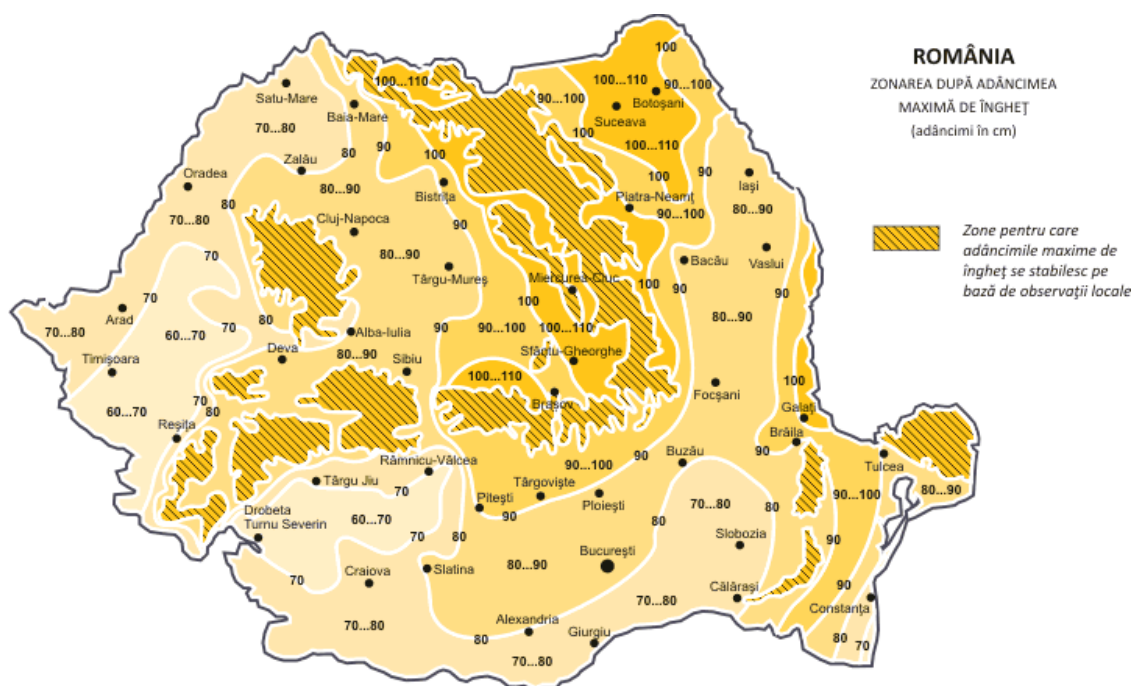 ROMÂNIA
ZONAREA DUPĂ ADÂNCIMEA
MAXIMĂ DE ÎNGHEȚ
(adâncimi în cm)
Zone pentru care
adâncimile maxime de
îngheț se stabilesc pe
bază de observații locale
100
100...110
100...110
90...100
Satu-Mare
Botoșani
90...100
Baia-Mare
Suceava
70...80
100
90
100...110
80
100
Zalău
90
Iași
Oradea
80...90
Bistrița
100
80
Piatra-Neamț
70...80
Cluj-Napoca
90
90...100
80...90
70
80...90
Bacău
Vaslui
Târgu-Mureș
Miercurea-Ciuc
100
90
90
70
100
Arad
70...80
60...70
70
80
Alba-Iulia
90
90...100
100...110
80...90
Timișoara
Deva
80...90
Sibiu
Sfântu-Gheorghe
100...110
100
Focșani
60...70
70
80
Brașov
Galați
Reșița
Brăila
90
Râmnicu-Vâlcea
90...100
90
Buzău
Tulcea
Târgu Jiu
70
Târgoviște
80...90
90...100
Pitești
Ploiești
70...80
80
Drobeta
Turnu Severin
60...70
90
80
70
80
Slobozia
90
București
Craiova
Slatina
80...90
70
Călărași
90
70...80
Constanța
70...80
Alexandria
80
Giurgiu
80
70
70...80